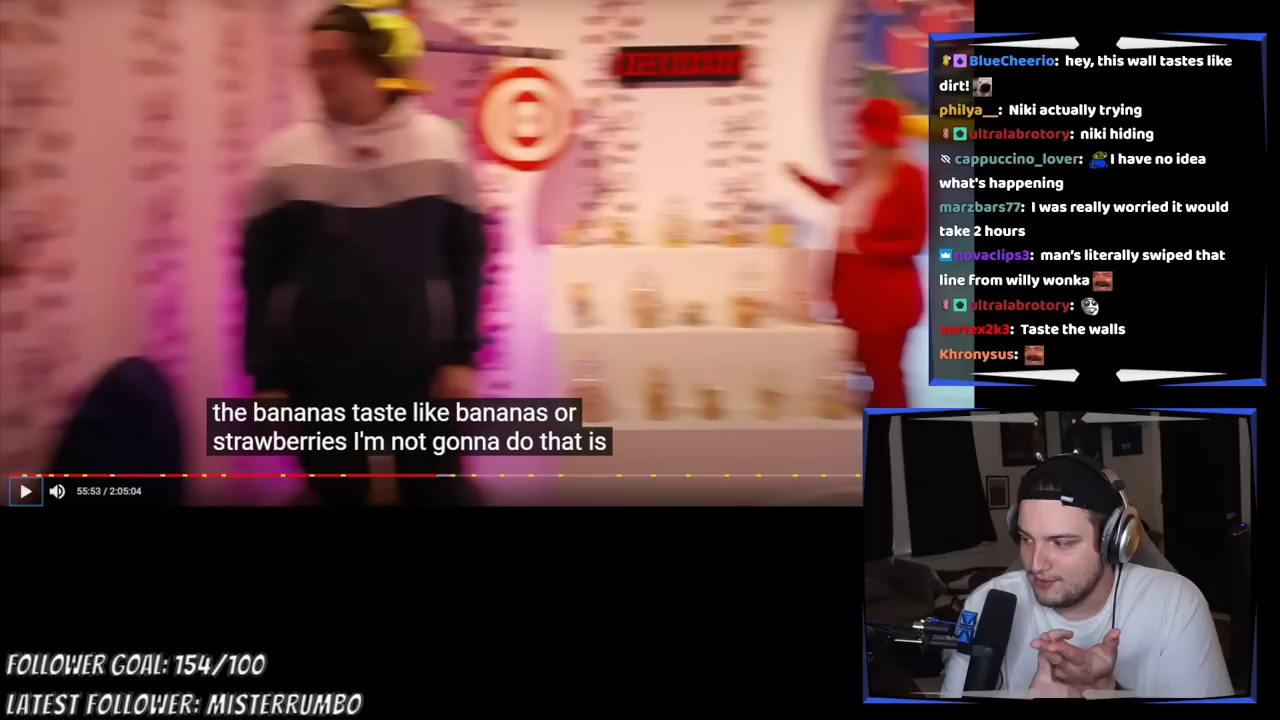 BlueCheerio: hey, this wall tastes like
dirt!
philya__: Niki actually trying
ultralabrotory: niki hiding
cappuccino_lover: I have no idea
what's happening
marzbars77: I was really worried it would
take 2 hours
novaclips3: man's literally swiped that
line from willy wonka
ultralabrotory:
vortex2k3: Taste the walls
Khronysus:
the bananas taste like bananas or
strawberries I'm not gonna do that is
55:53 / 2:05:04
FOLLOWER GOAL: 154/100
LATEST FOLLOWER: MISTERRUMBO